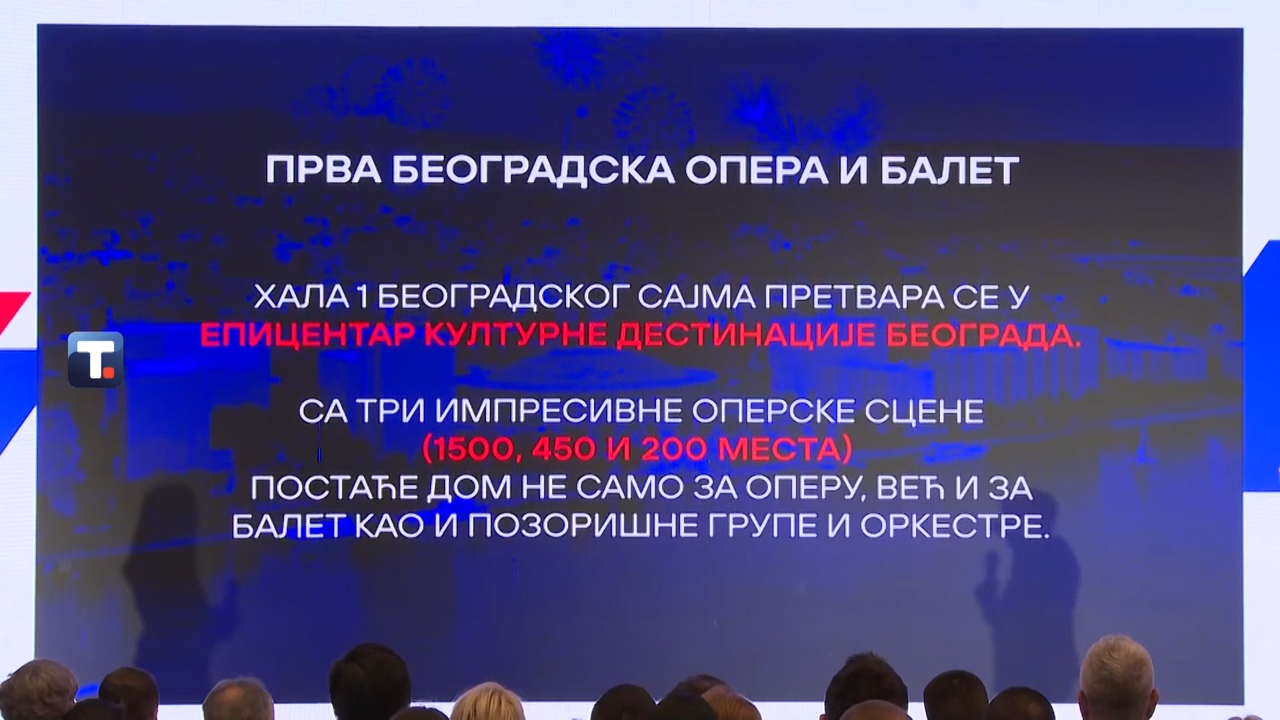 ПРВА БЕОГРАДСКА ОПЕРА И БАЛЕТ
ХАЛА 1 БЕОГРАДСКОГ САЈМА ПРЕТВАРА СЕ У
ЕПИЦЕНТАР КУЛТУРНЕ ДЕСТИНАЦИЈЕ БЕОГРАДА.
T.
СА ТРИ ИМПРЕСИВНЕ ОПЕРСКЕ СЦЕНЕ
(1500, 450 И 200 МЕСТА)
ПОСТАЋЕ ДОМ НЕ САМО ЗА ОПЕРУ, ВЕЋ И ЗА
БАЛЕТ КАО И ПОЗОРИШНЕ ГРУПЕ И ОРКЕСТРЕ.